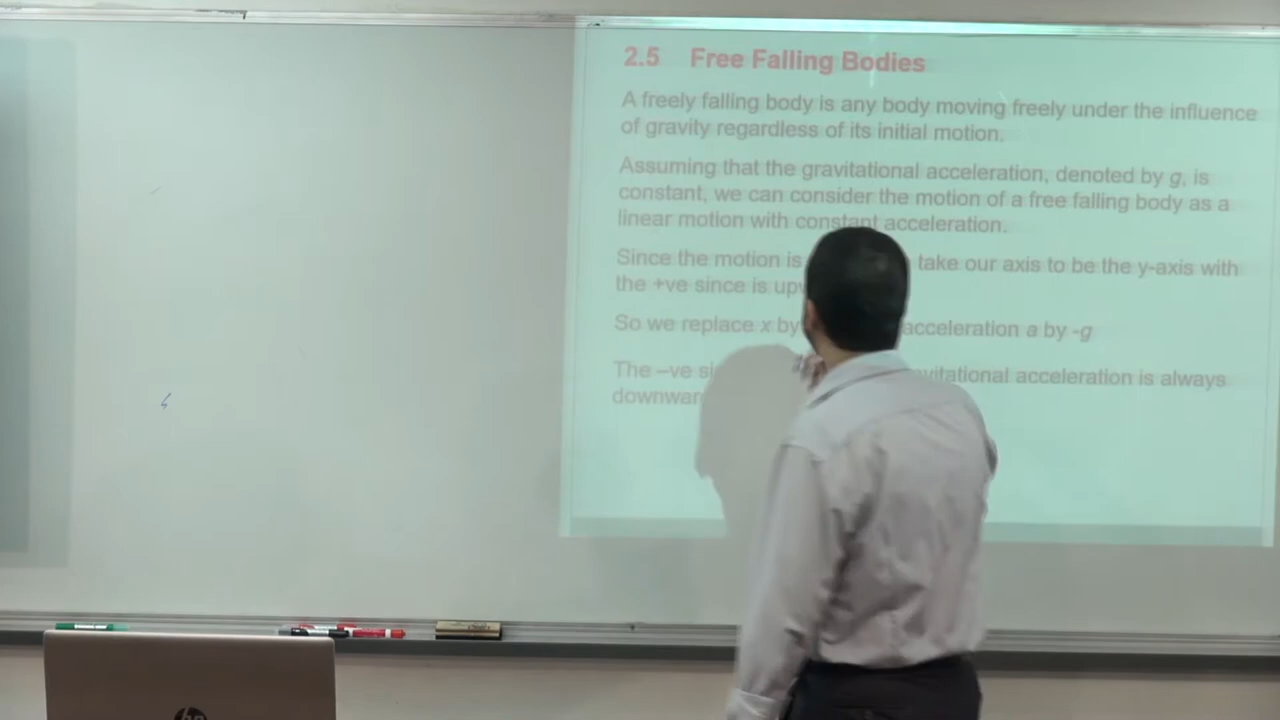 2.5 Free Falling Bodies
A freely falling body is any body moving freely under the influence
of gravity regardless of its initial motion.
Assuming that the gravitational acceleration, denoted by g, is
constant, we can consider the motion of a free falling body as a
linear motion with constant acceleration.
Since the motion is take our axis to be the y-axis with
the +ve since is
So we replace x by acceleration a by -g
The –ve acceleration is always
hp